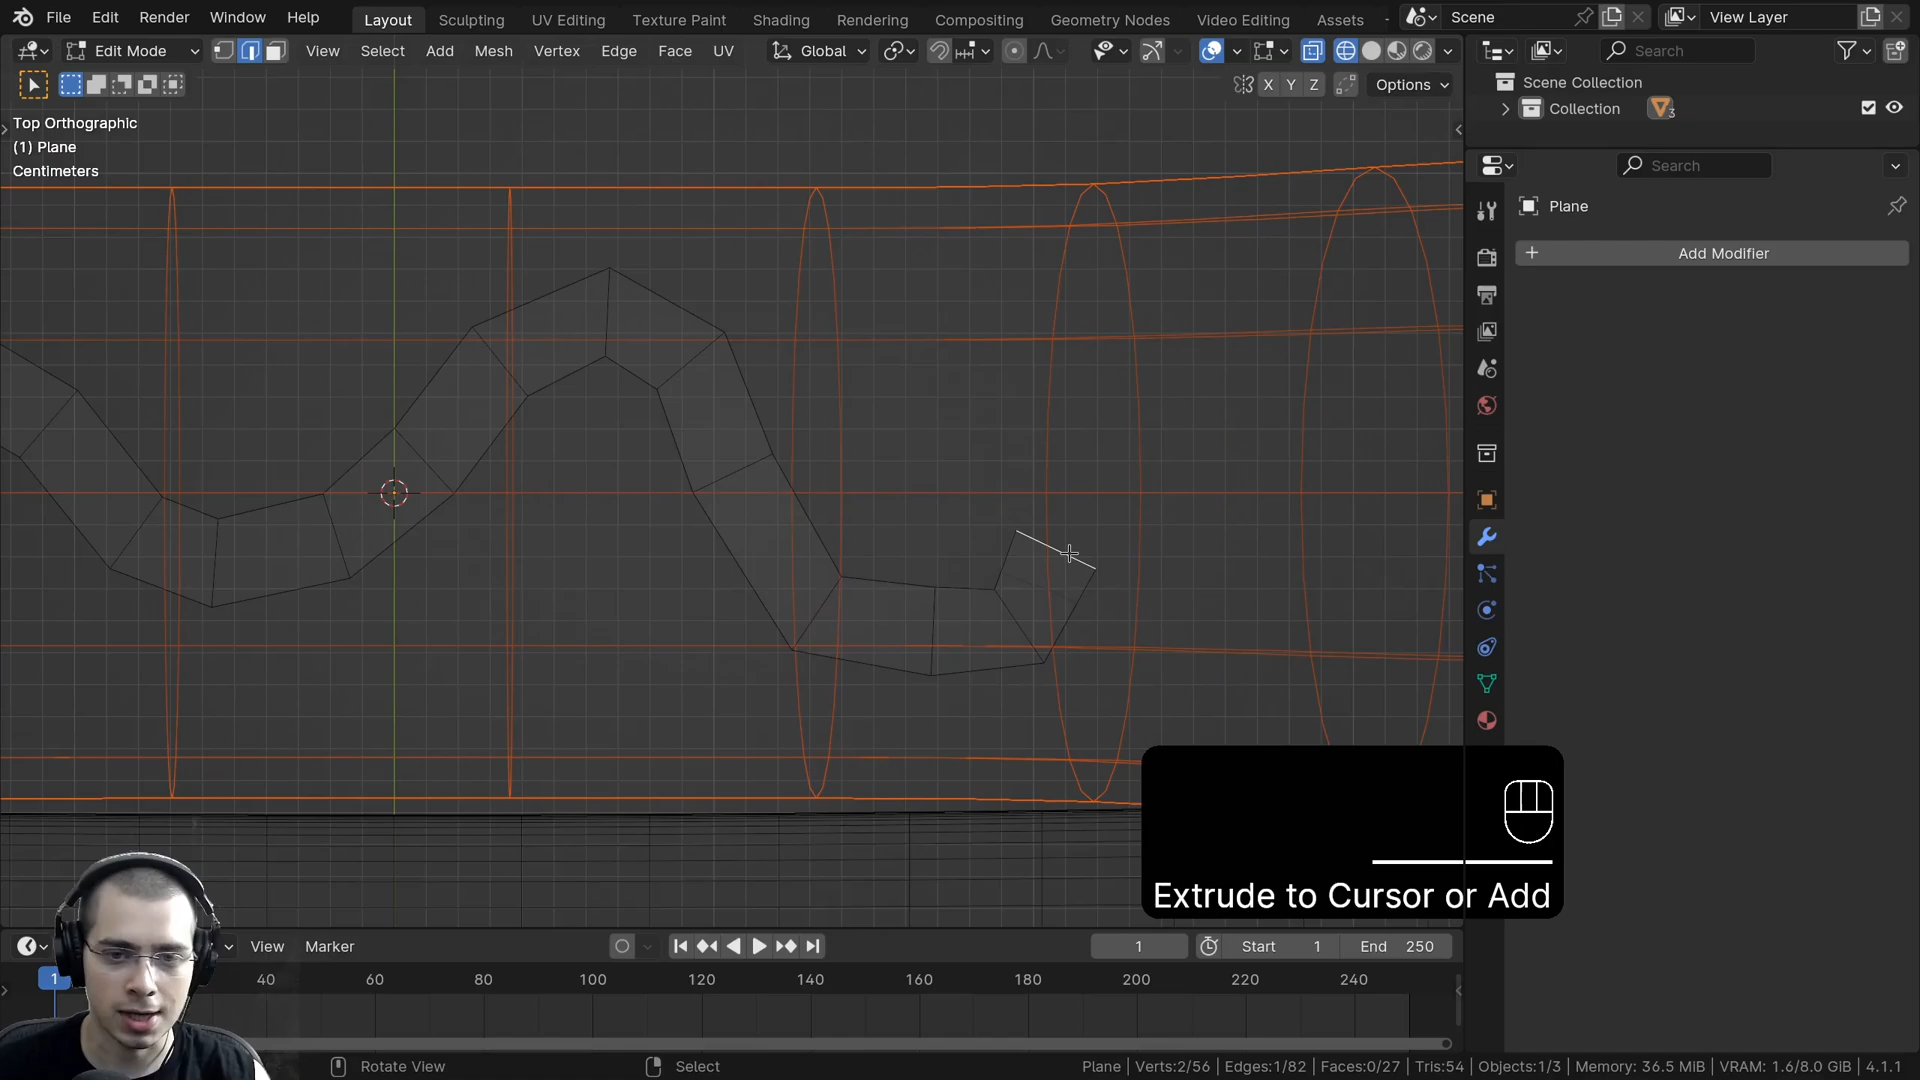 File Edit Render Window Help Layout Sculpting UV Editing Texture Paint Shading Rendering Compositing Geometry Nodes Video Editing Assets Scene View Layer
Edit Mode View Select Add Mesh Vertex Edge Face UV Global Search
X Y Z Options
Scene Collection
Collection 3
Top Orthographic
(1) Plane
Centimeters
Search
Plane
Add Modifier
Extrude to Cursor or Add
View Marker 1 Start 1 End 250
1 40 60 80 100 120 140 160 180 200 220 240
Rotate View Select Plane | Verts:2/56 | Edges:1/82 | Faces:0/27 | Tris:54 | Objects:1/3 | Memory: 36.5 MiB | VRAM: 1.6/8.0 GiB | 4.1.1